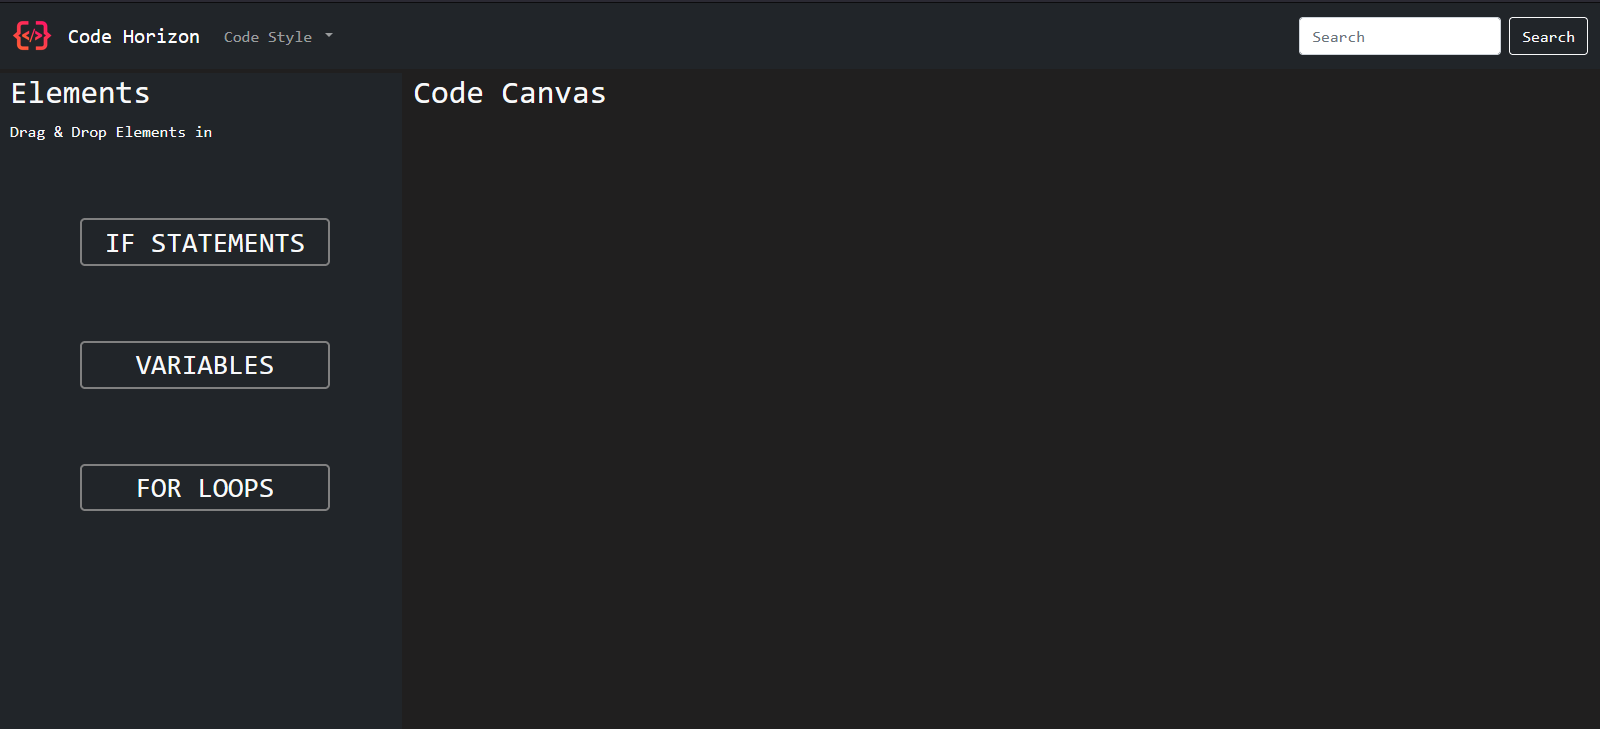 </> Code Horizon Code Style Search Search
Elements
Drag & Drop Elements in
IF STATEMENTS
VARIABLES
FOR LOOPS
Code Canvas